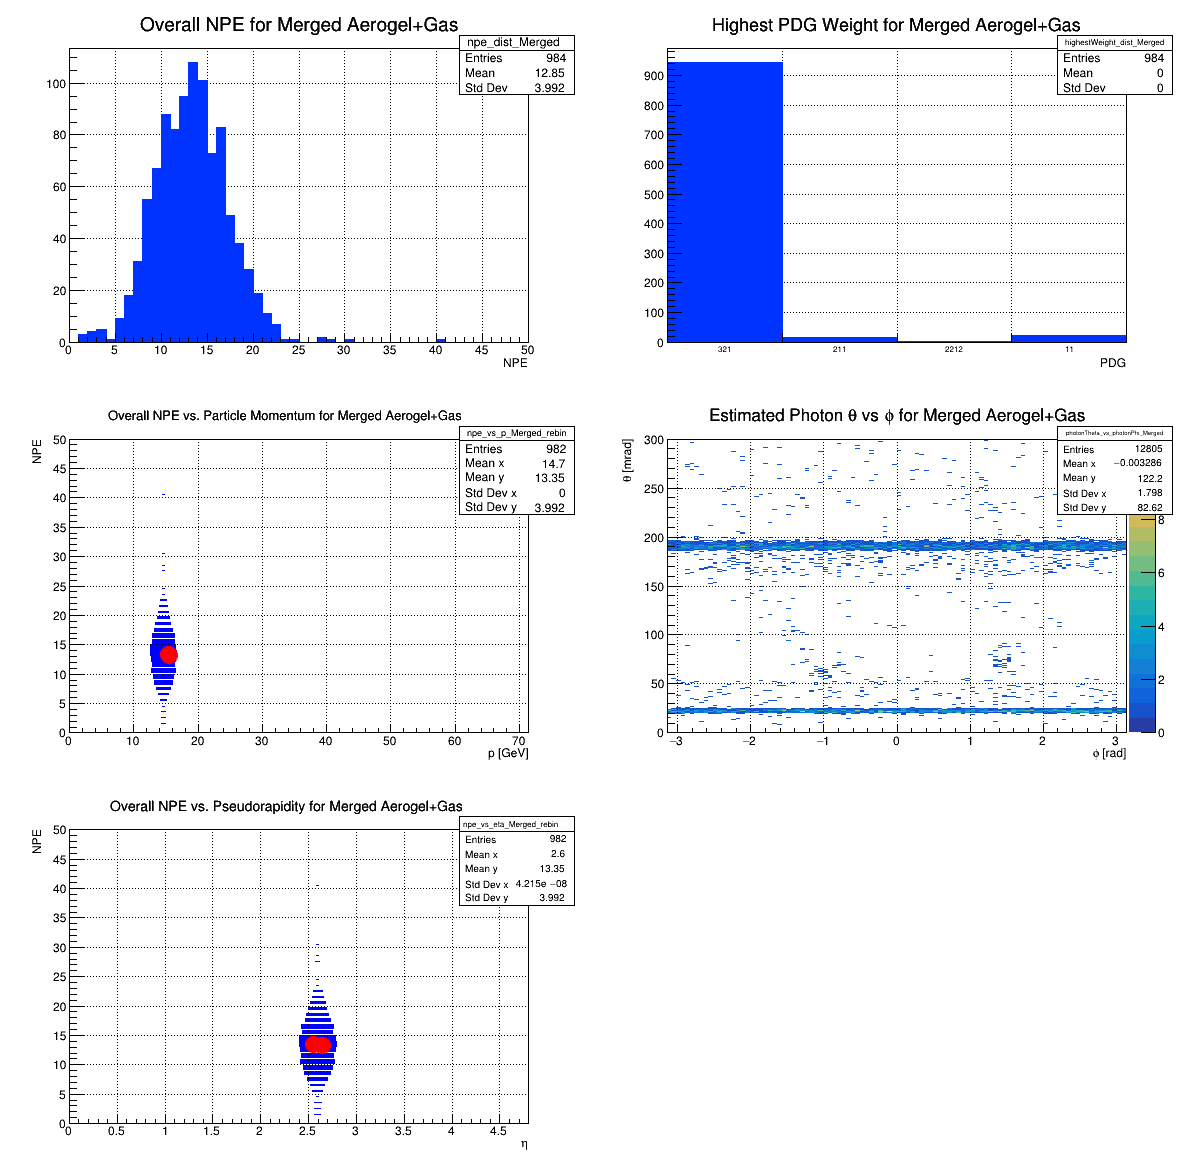 Overall NPE for Merged Aerogel+Gas
npe_dist_Merged
Entries 984
Mean 12.85
Std Dev 3.992
100
80
60
40
20
0
0 5 10 15 20 25 30 35 40 45 50
NPE
Highest PDG Weight for Merged Aerogel+Gas
highestWeight_dist_Merged
Entries 984
Mean 0
Std Dev 0
900
800
700
600
500
400
300
200
100
0
321 211 2212 11
PDG
Overall NPE vs. Particle Momentum for Merged Aerogel+Gas
npe_vs_p_Merged_rebin
Entries 982
Mean x 14.7
Mean y 13.35
Std Dev x 0
Std Dev y 3.992
NPE
50
45
40
35
30
25
20
15
10
5
0
0 10 20 30 40 50 60 70
p [GeV]
Estimated Photon θ vs ϕ for Merged Aerogel+Gas
photonTheta_vs_photonPhi_Merged
Entries 12805
Mean x −0.003286
Mean y 122.2
Std Dev x 1.798
Std Dev y 82.62
θ [mrad]
300
250
200
150
100
50
0
−3 −2 −1 0 1 2 3
ϕ [rad]
8
6
4
2
0
Overall NPE vs. Pseudorapidity for Merged Aerogel+Gas
npe_vs_eta_Merged_rebin
Entries 982
Mean x 2.6
Mean y 13.35
Std Dev x 4.215e −08
Std Dev y 3.992
NPE
50
45
40
35
30
25
20
15
10
5
0
0 0.5 1 1.5 2 2.5 3 3.5 4 4.5
η